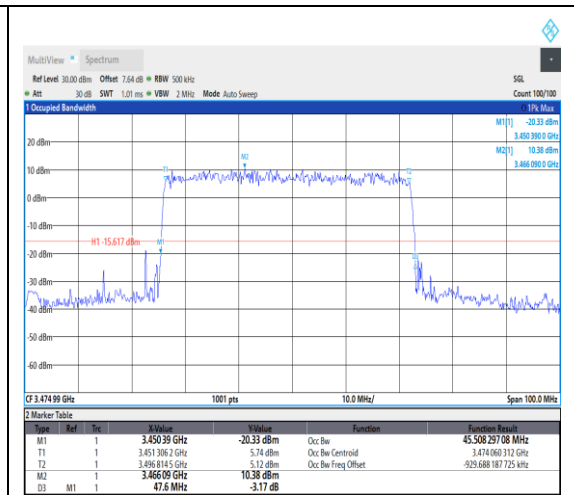 MultiView Spectrum
Ref Level 30.00 dBm Offset 7.64 dB RBW 500 kHz SGL
Att 30 dB SWT 1.01 ms VBW 2 MHz Mode Auto Sweep Count 100/100
1 Occupied Bandwidth 1Pk Max
M1[1] -20.33 dBm
3.450 390 0 GHz
M2[1] 10.38 dBm
3.466 090 0 GHz
20 dBm
M2
10 dBm
T1 T2
0 dBm
-10 dBm
H1 -15.617 dBm M1
-20 dBm
D3
-30 dBm
-40 dBm
-50 dBm
-60 dBm
CF 3.474 99 GHz 1001 pts 10.0 MHz/ Span 100.0 MHz
2 Marker Table
Type Ref Trc X-Value Y-Value Function Function Result
M1 1 3.450 39 GHz -20.33 dBm Occ Bw 45.508 297 08 MHz
T1 1 3.451 306 2 GHz 5.74 dBm Occ Bw Centroid 3.474 060 312 GHz
T2 1 3.496 814 5 GHz 5.12 dBm Occ Bw Freq Offset -929.688 187 725 kHz
M2 1 3.466 09 GHz 10.38 dBm
D3 M1 1 47.6 MHz -3.17 dB